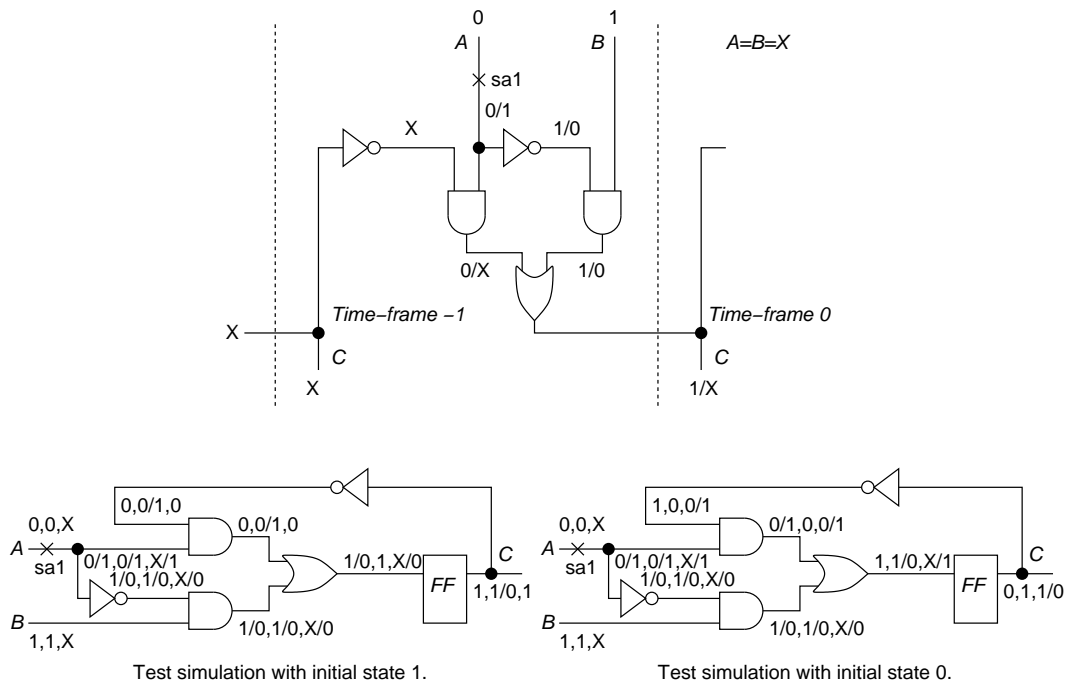 0 1
A B A=B=X
sa1
0/1
X 1/0
0/X 1/0
Time−frame −1 Time−frame 0
X
C C
X 1/X
0,0/1,0
0,0,X 0,0/1,0
A C
sa1 0/1,0/1,X/1 1/0,1,X/0
1/0,1/0,X/0 FF 1,1/0,1
B
1,1,X 1/0,1/0,X/0
Test simulation with initial state 1.
1,0,0/1
0,0,X 0/1,0,0/1
A C
sa1 0/1,0/1,X/1 1,1/0,X/1
1/0,1/0,X/0 FF 0,1,1/0
B
1,1,X 1/0,1/0,X/0
Test simulation with initial state 0.